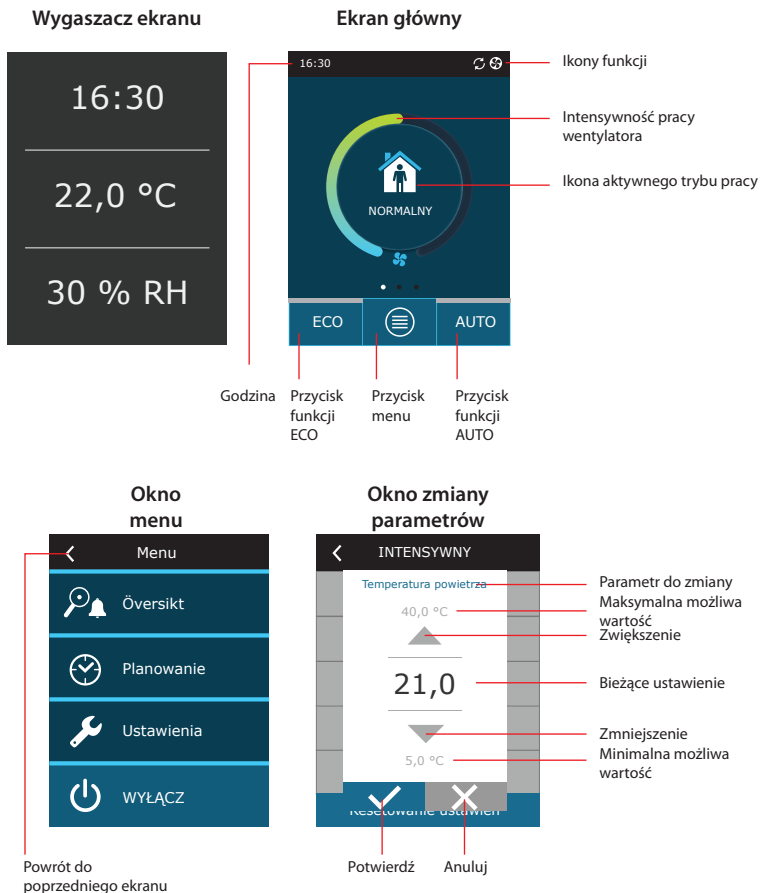 Wygaszacz ekranu
Ekran główny
16:30
22,0 °C
30 % RH
16:30
NORMALNY
ECO
AUTO
Ikony funkcji
Intensywność pracy
wentylatora
Ikona aktywnego trybu pracy
Godzina
Przycisk
funkcji
ECO
Przycisk
menu
Przycisk
funkcji
AUTO
Okno
menu
Okno zmiany
parametrów
Menu
Översikt
Planowanie
Ustawienia
WYŁĄCZ
Powrót do
poprzedniego ekranu
INTENSYWNY
Temperatura powietrza
40,0 °C
21,0
5,0 °C
Resetowanie ustawień
Parametr do zmiany
Maksymalna możliwa
wartość
Zwiększenie
Bieżące ustawienie
Zmniejszenie
Minimalna możliwa
wartość
Potwierdź
Anuluj